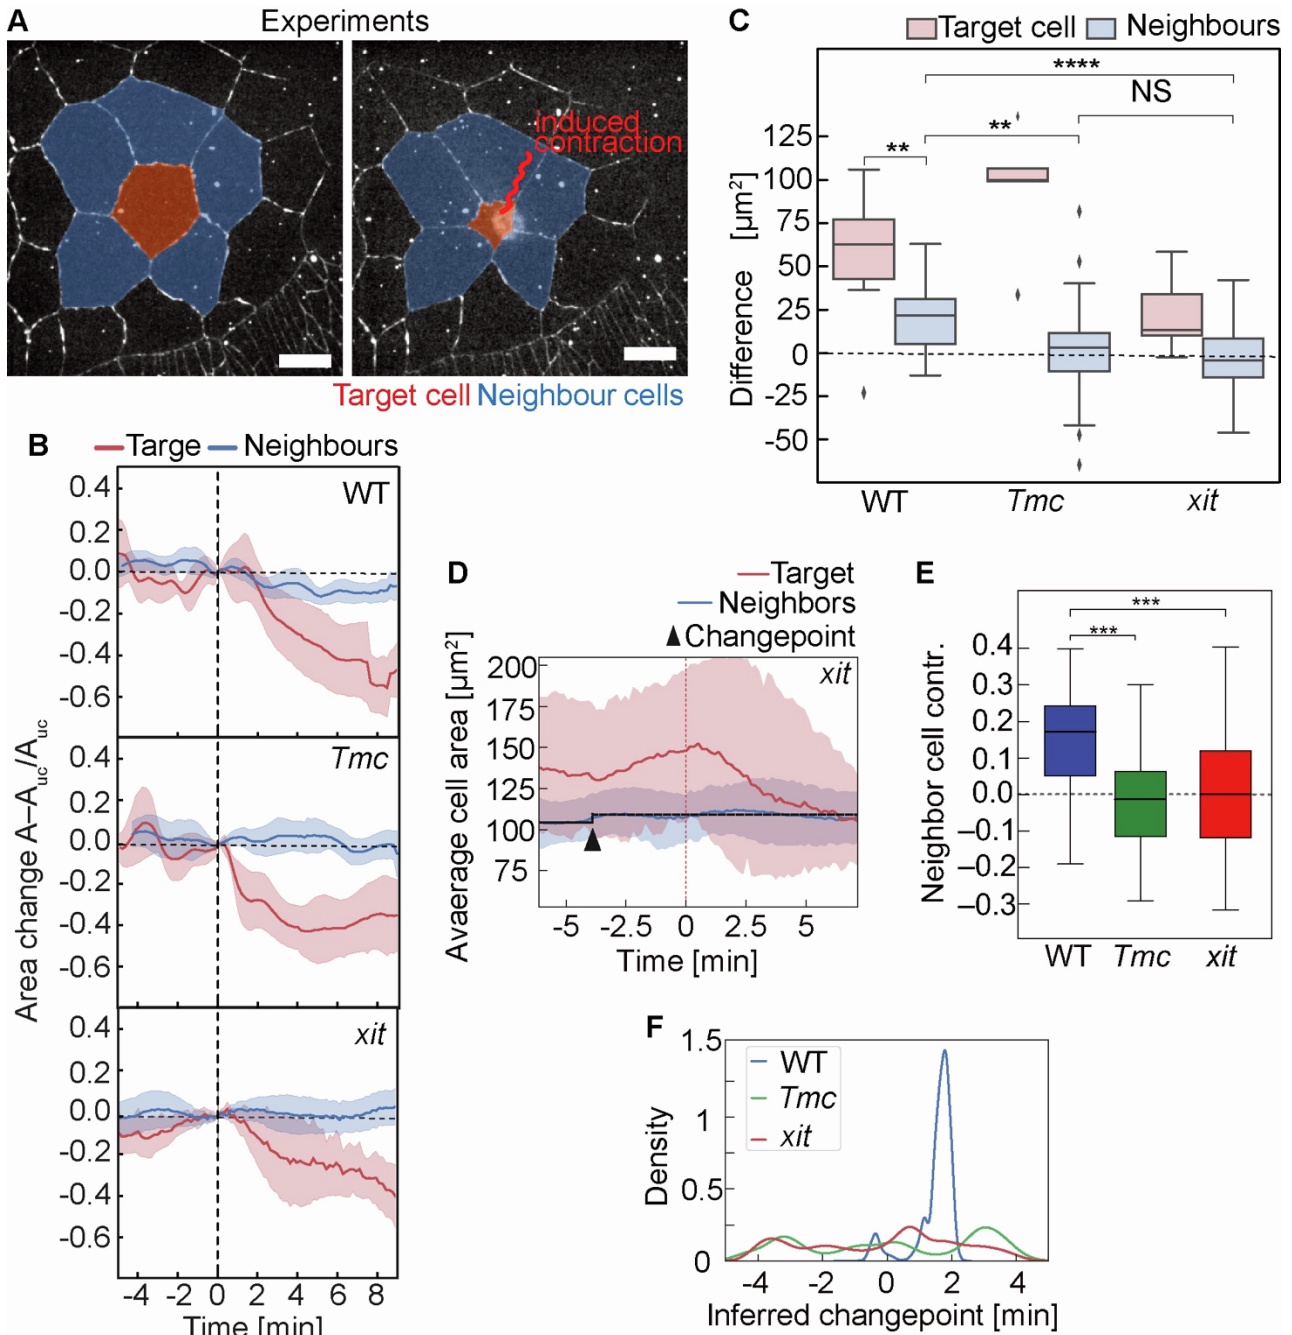 A
Experiments
induced
contraction
Target cell Neighbour cells
B
Targe Neighbours
WT
0.4
0.2
0.0
-0.2
-0.4
-0.6
Tmc
0.4
0.2
0.0
-0.2
-0.4
-0.6
xit
0.4
0.2
0.0
-0.2
-0.4
-0.6
Area change A–Auc/Auc
-4 -2 0 2 4 6 8
Time [min]
C
Target cell Neighbours
****
NS
**
**
125
100
75
50
25
0
-25
-50
Difference [µm²]
WT Tmc xit
D
Target
Neighbors
Changepoint
xit
200
175
150
125
100
75
Avaerage cell area [µm²]
-5 -2.5 0 2.5 5
Time [min]
E
***
***
0.4
0.3
0.2
0.1
0.0
–0.1
–0.2
–0.3
Neighbor cell contr.
WT Tmc xit
F
WT
Tmc
xit
1.5
1
0.5
0
Density
-4 -2 0 2 4
Inferred changepoint [min]